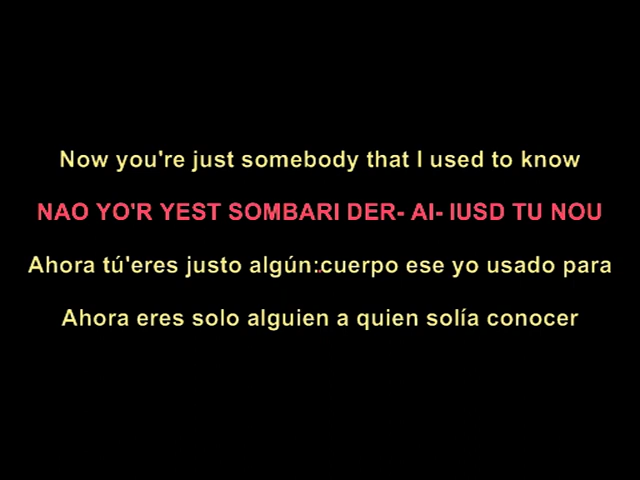 Now you're just somebody that I used to know
NAO YO'R YEST SOMBARI DER- AI- IUSD TU NOU
Ahora tú'eres justo algún:cuerpo ese yo usado para
Ahora eres solo alguien a quien solía conocer